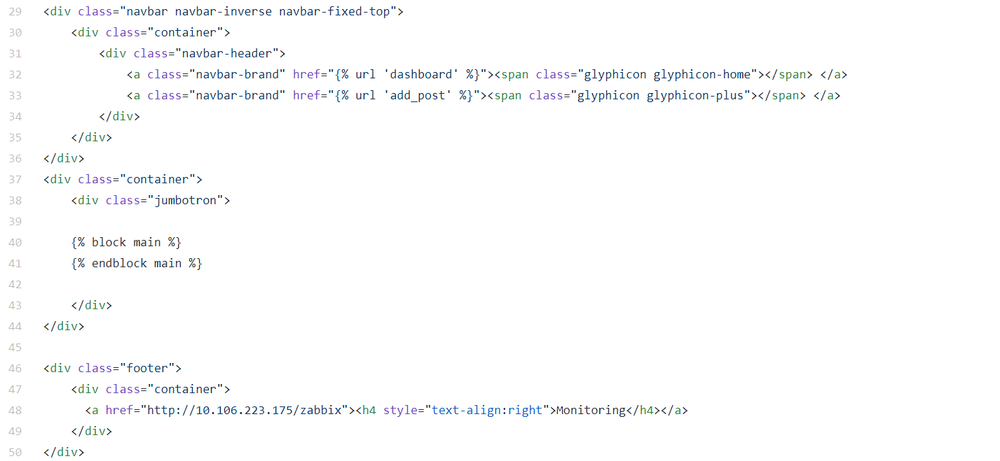 29 <div class="navbar navbar-inverse navbar-fixed-top">
30     <div class="container">
31         <div class="navbar-header">
32             <a class="navbar-brand" href="{% url 'dashboard' %}"><span class="glyphicon glyphicon-home"></span> </a>
33             <a class="navbar-brand" href="{% url 'add_post' %}"><span class="glyphicon glyphicon-plus"></span> </a>
34         </div>
35     </div>
36 </div>
37 <div class="container">
38     <div class="jumbotron">
39
40     {% block main %}
41     {% endblock main %}
42
43     </div>
44 </div>
45
46 <div class="footer">
47     <div class="container">
48       <a href="http://10.106.223.175/zabbix"><h4 style="text-align:right">Monitoring</h4></a>
49     </div>
50 </div>